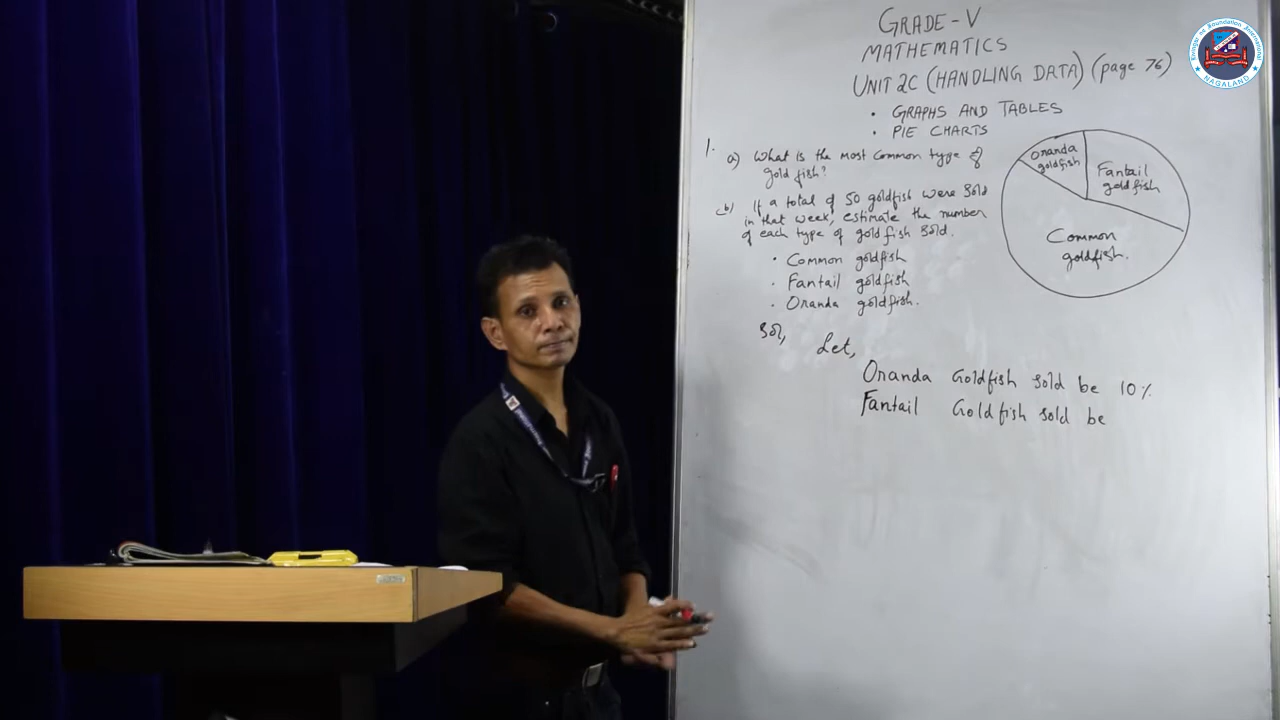 GRADE-V
MATHEMATICS
UNIT 2C (HANDLING DATA) (page 76)
• GRAPHS AND TABLES
• PIE CHARTS
1.
a) What is the most common type of
gold fish?
b) If a total of 50 goldfish were sold
in that week, estimate the number
of each type of gold fish sold.
• Common goldfish
• Fantail goldfish
• Oranda goldfish.
Oranda
goldfish
Fantail
goldfish
Common
goldfish.
Sol,
Let,
Oranda Goldfish sold be 10%
Fantail Goldfish sold be
Foundation International
NAGALAND